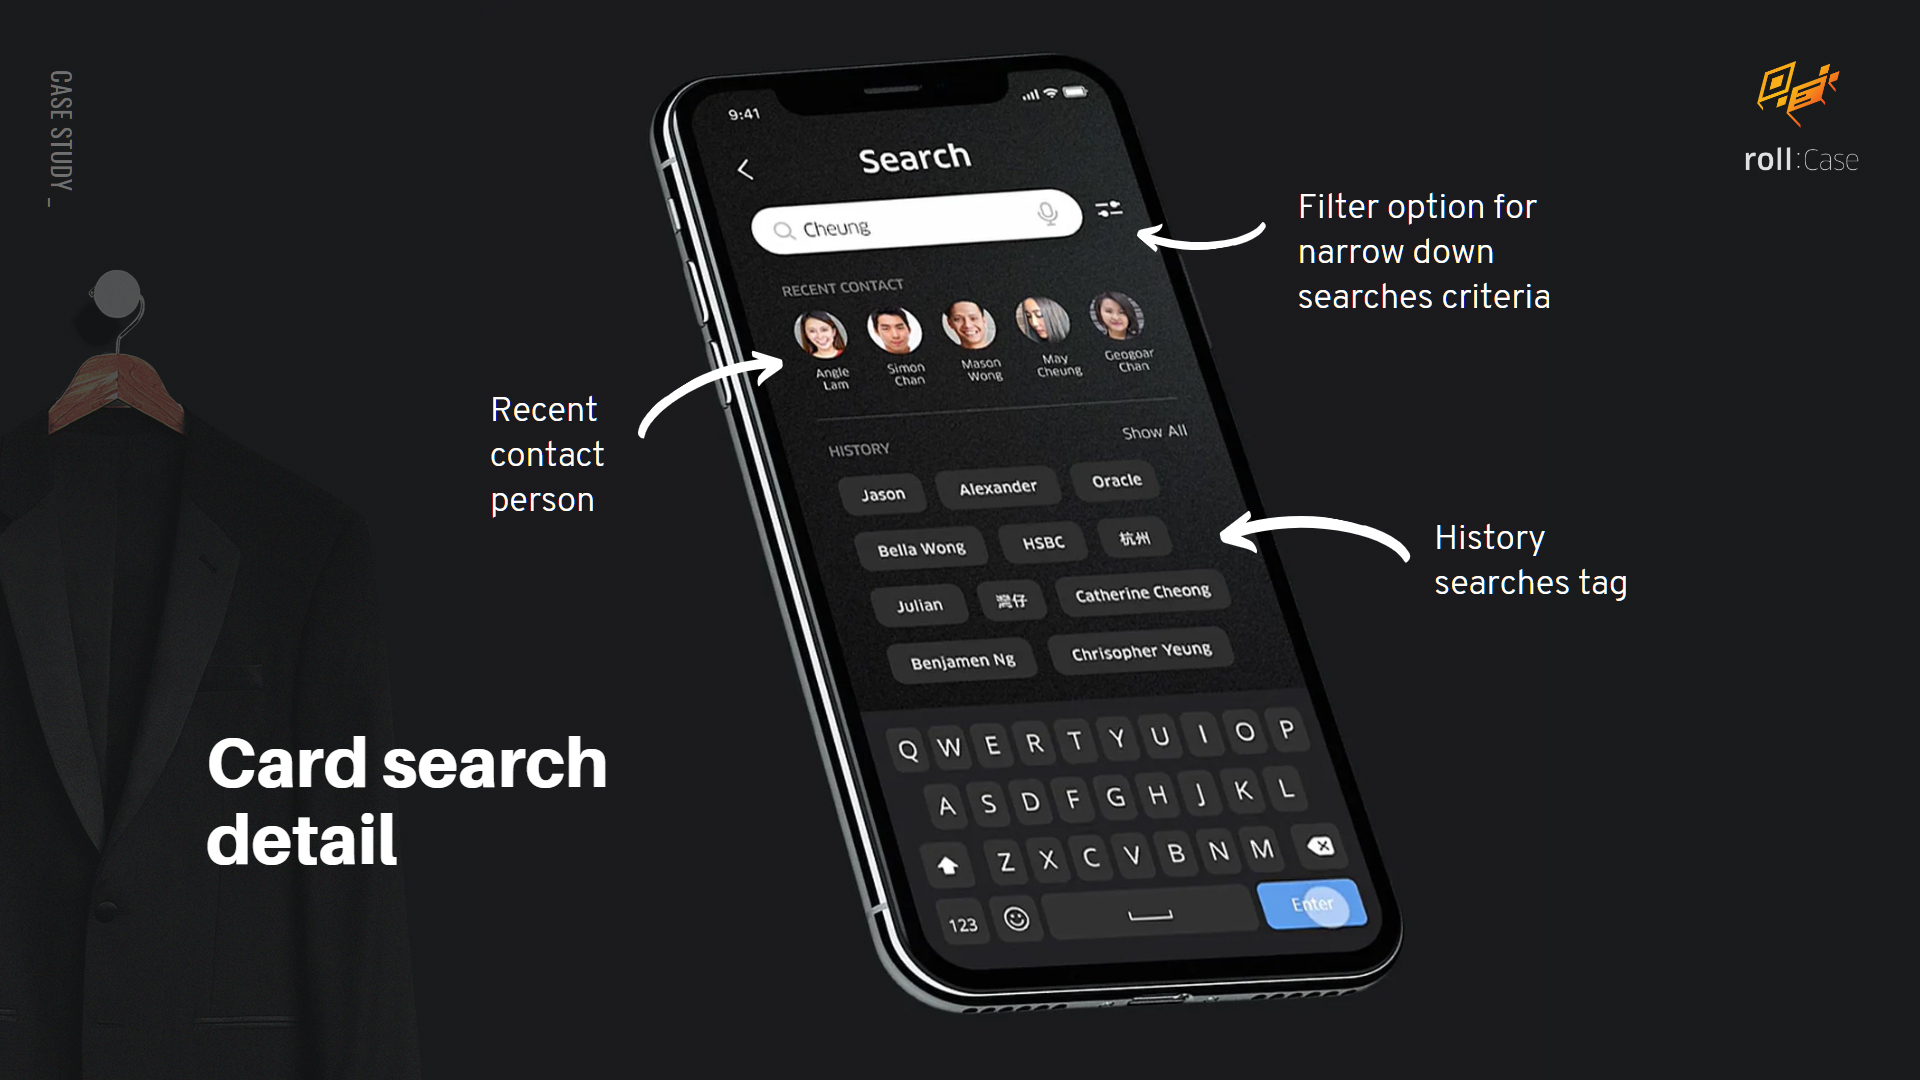 CASE STUDY _
roll:Case
9:41
Search
Cheung
Filter option for
narrow down
searches criteria
RECENT CONTACT
Angle
Lam
Simon
Chan
Mason
Wong
May
Cheung
Geogoar
Chan
Recent
contact
person
HISTORY
Show All
Jason
Alexander
Oracle
Bella Wong
HSBC
杭州
History
searches tag
Julian
灣仔
Catherine Cheong
Benjamen Ng
Chrisopher Yeung
Card search
detail
Q W E R T Y U I O P
A S D F G H J K L
Z X C V B N M
123
Enter